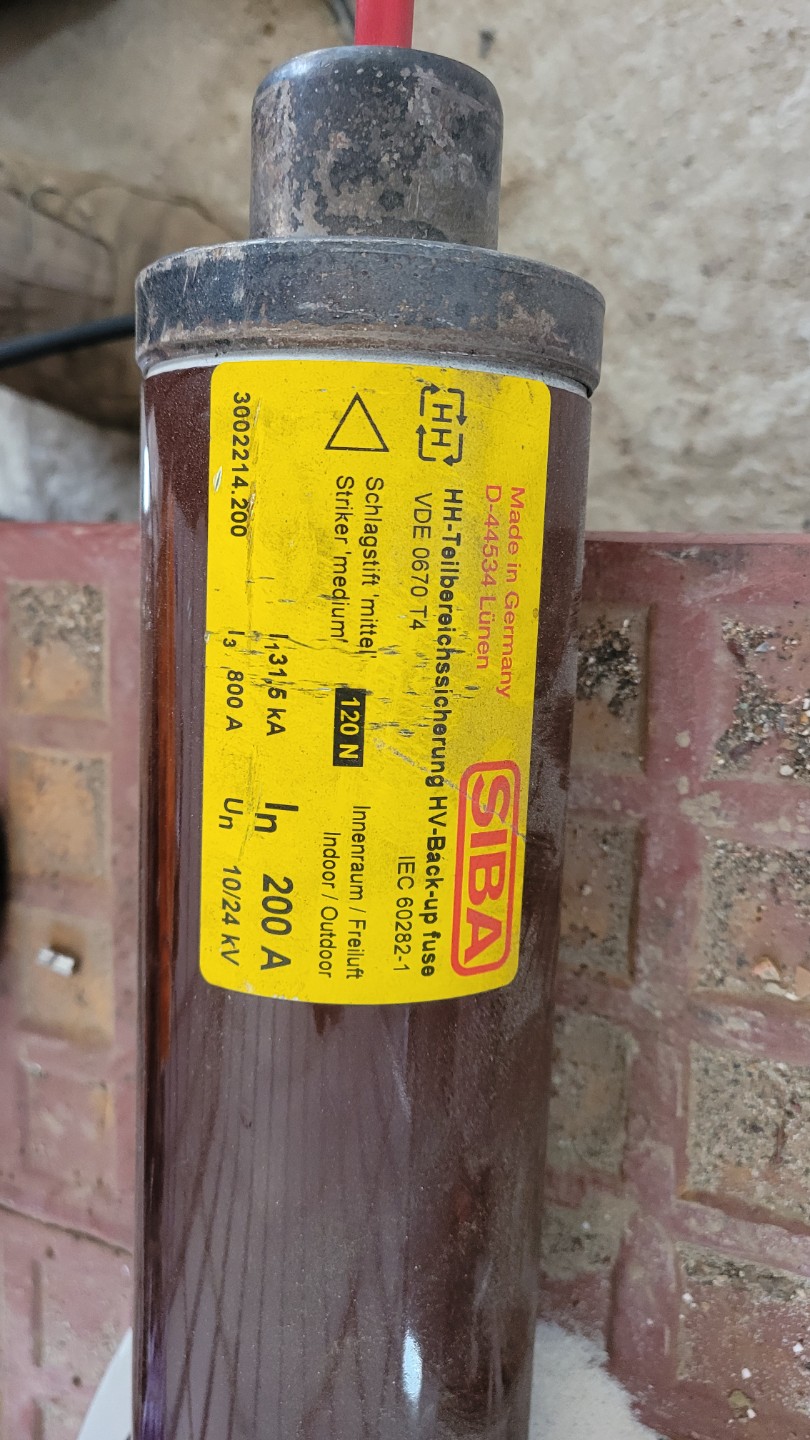 Made in Germany
D-44534 Lünen
SIBA
HH
HH-Teilbereichssicherung HV-Back-up fuse
VDE 0670 T4
IEC 60282-1
Schlagstift 'mittel'
Striker 'medium'
120 N
Innenraum / Freiluft
Indoor / Outdoor
I1 31,5 kA
In 200 A
3002214.200
I3 800 A
Un 10/24 kV